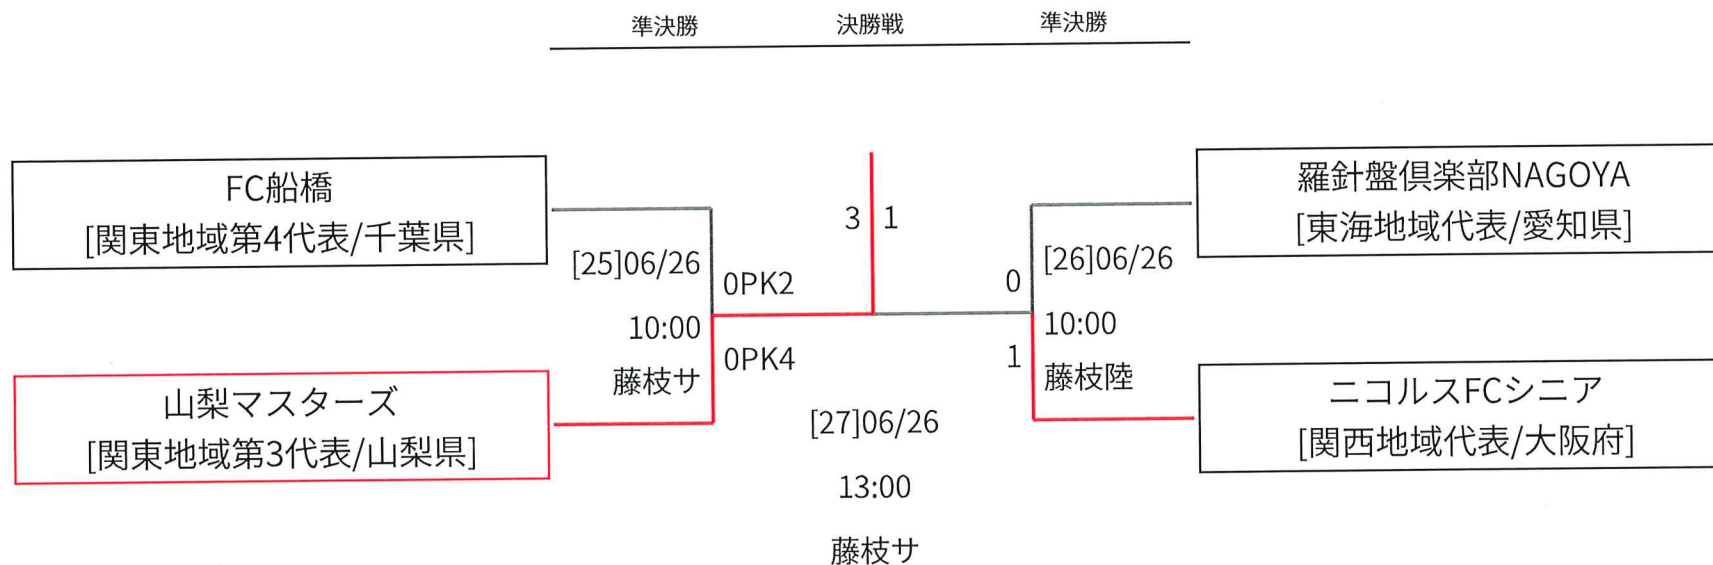 準決勝 決勝戦 準決勝
FC船橋
[関東地域第4代表/千葉県]
山梨マスターズ
[関東地域第3代表/山梨県]
[25]06/26
10:00
藤枝サ
0PK2
0PK4
3 1
[27]06/26
13:00
藤枝サ
0
1
[26]06/26
10:00
藤枝陸
羅針盤倶楽部NAGOYA
[東海地域代表/愛知県]
ニコルスFCシニア
[関西地域代表/大阪府]